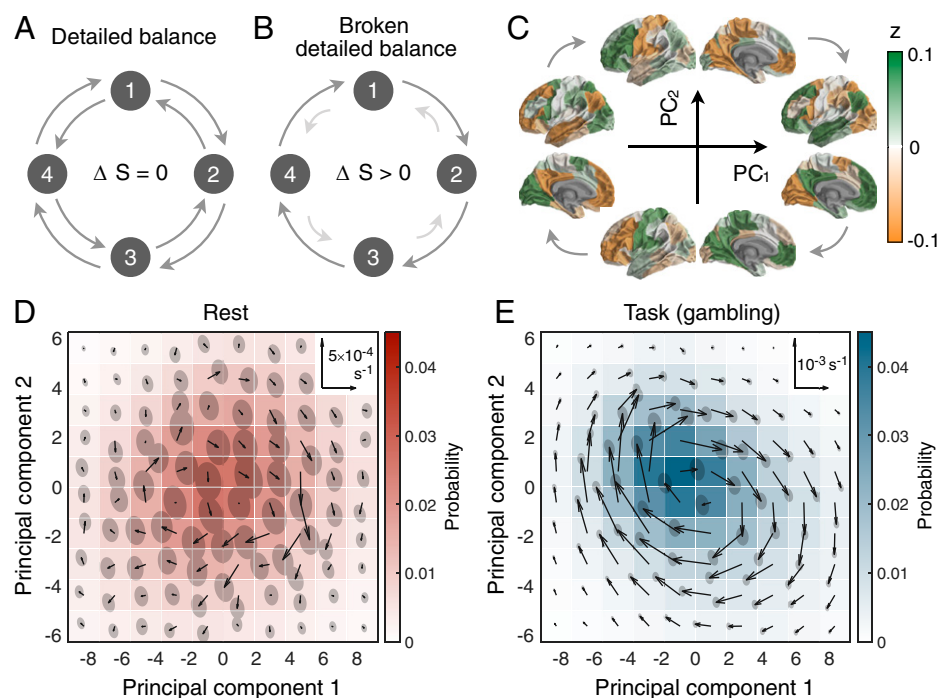 A
Detailed balance
1
4
Δ S = 0
2
3
B
Broken
detailed balance
1
4
Δ S > 0
2
3
C
PC2
PC1
z
0.1
0
-0.1
D
Rest
5×10-4
s-1
Principal component 2
6
4
2
0
-2
-4
-6
-8 -6 -4 -2 0 2 4 6 8
Principal component 1
0.04
0.03
0.02
0.01
0
Probability
E
Task (gambling)
10-3 s-1
Principal component 2
6
4
2
0
-2
-4
-6
-8 -6 -4 -2 0 2 4 6 8
Principal component 1
0.04
0.03
0.02
0.01
0
Probability